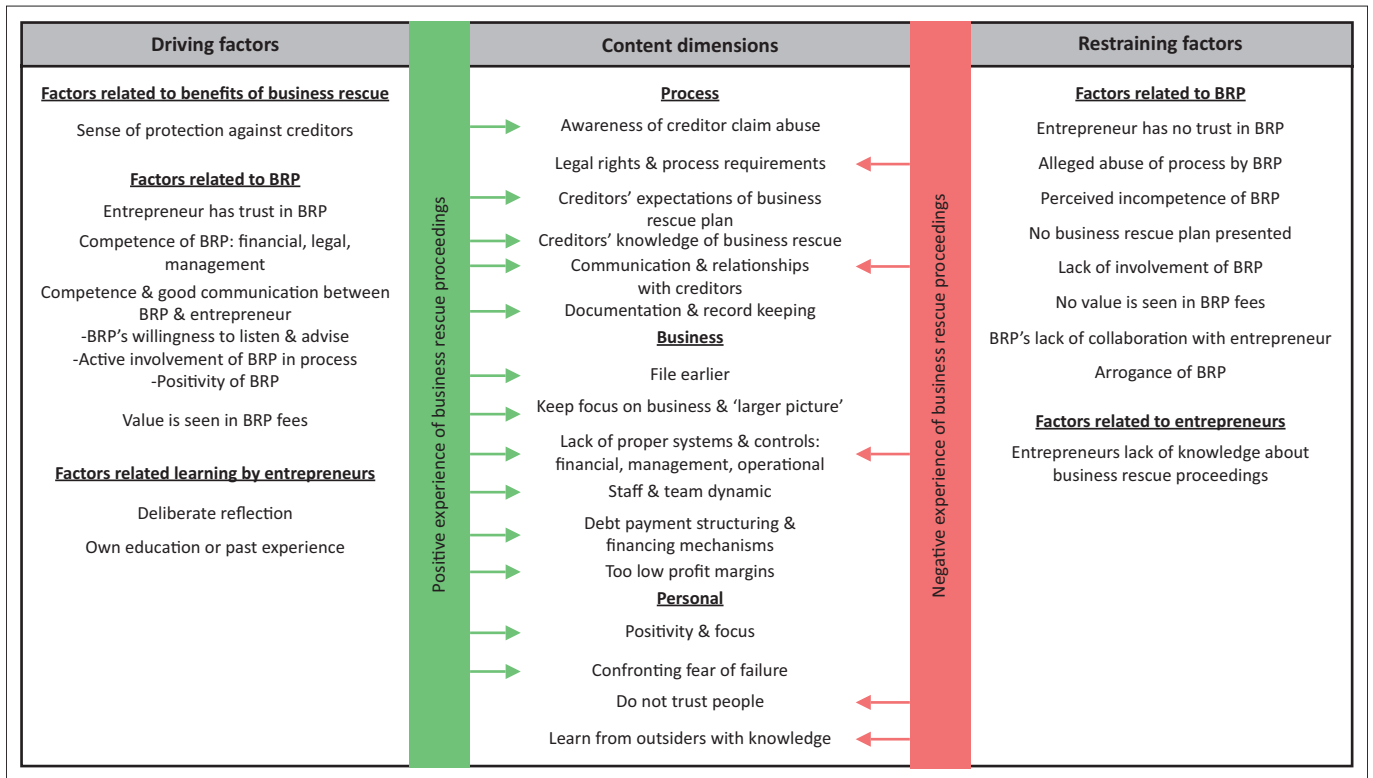 Driving factors
Factors related to benefits of business rescue
Sense of protection against creditors
Factors related to BRP
Entrepreneur has trust in BRP
Competence of BRP: financial, legal,
management
Competence & good communication between
BRP & entrepreneur
-BRP’s willingness to listen & advise
-Active involvement of BRP in process
-Positivity of BRP
Value is seen in BRP fees
Factors related learning by entrepreneurs
Deliberate reflection
Own education or past experience
Positive experience of business rescue proceedings
Content dimensions
Process
Awareness of creditor claim abuse
Legal rights & process requirements
Creditors’ expectations of business
rescue plan
Creditors’ knowledge of business rescue
Communication & relationships
with creditors
Documentation & record keeping
Business
File earlier
Keep focus on business & ‘larger picture’
Lack of proper systems & controls:
financial, management, operational
Staff & team dynamic
Debt payment structuring &
financing mechanisms
Too low profit margins
Personal
Positivity & focus
Confronting fear of failure
Do not trust people
Learn from outsiders with knowledge
Negative experience of business rescue proceedings
Restraining factors
Factors related to BRP
Entrepreneur has no trust in BRP
Alleged abuse of process by BRP
Perceived incompetence of BRP
No business rescue plan presented
Lack of involvement of BRP
No value is seen in BRP fees
BRP’s lack of collaboration with entrepreneur
Arrogance of BRP
Factors related to entrepreneurs
Entrepreneurs lack of knowledge about
business rescue proceedings